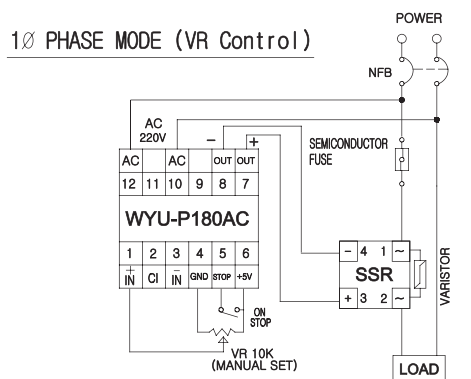 POWER
1Ø PHASE MODE (VR Control)
NFB
AC
220V
− +
SEMICONDUCTOR
FUSE
AC AC OUT OUT
12 11 10 9 8 7
WYU-P180AC
1 2 3 4 5 6
+
IN CI −
IN GND STOP +5V
− 4 1 ~
SSR
+ 3 2 ~
VARISTOR
ON
STOP
VR 10K
(MANUAL SET)
LOAD